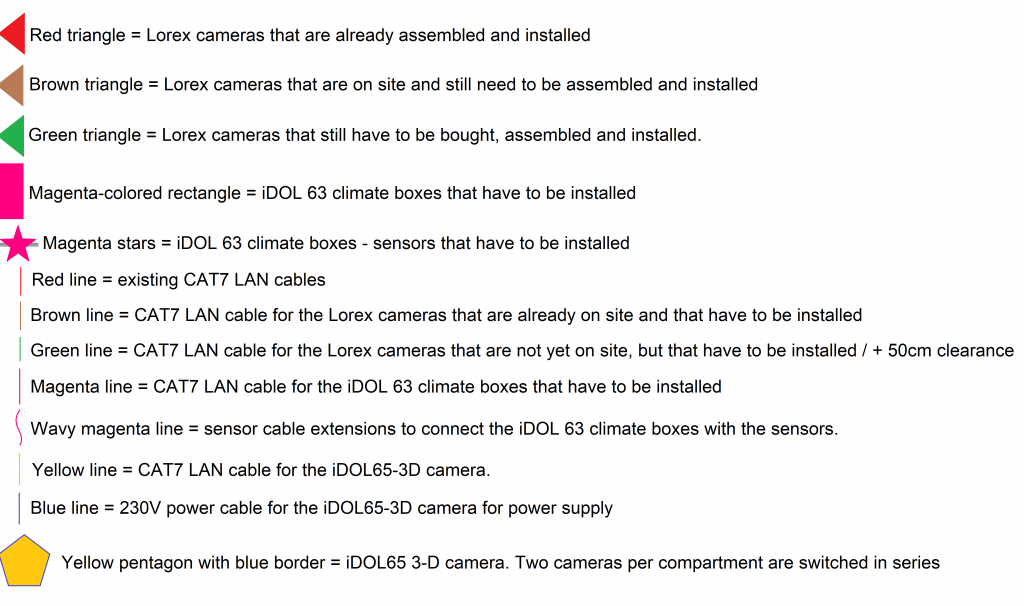 Red triangle = Lorex cameras that are already assembled and installed
Brown triangle = Lorex cameras that are on site and still need to be assembled and installed
Green triangle = Lorex cameras that still have to be bought, assembled and installed.
Magenta-colored rectangle = iDOL 63 climate boxes that have to be installed
Magenta stars = iDOL 63 climate boxes - sensors that have to be installed
Red line = existing CAT7 LAN cables
Brown line = CAT7 LAN cable for the Lorex cameras that are already on site and that have to be installed
Green line = CAT7 LAN cable for the Lorex cameras that are not yet on site, but that have to be installed / + 50cm clearance
Magenta line = CAT7 LAN cable for the iDOL 63 climate boxes that have to be installed
Wavy magenta line = sensor cable extensions to connect the iDOL 63 climate boxes with the sensors.
Yellow line = CAT7 LAN cable for the iDOL65-3D camera.
Blue line = 230V power cable for the iDOL65-3D camera for power supply
Yellow pentagon with blue border = iDOL65 3-D camera. Two cameras per compartment are switched in series